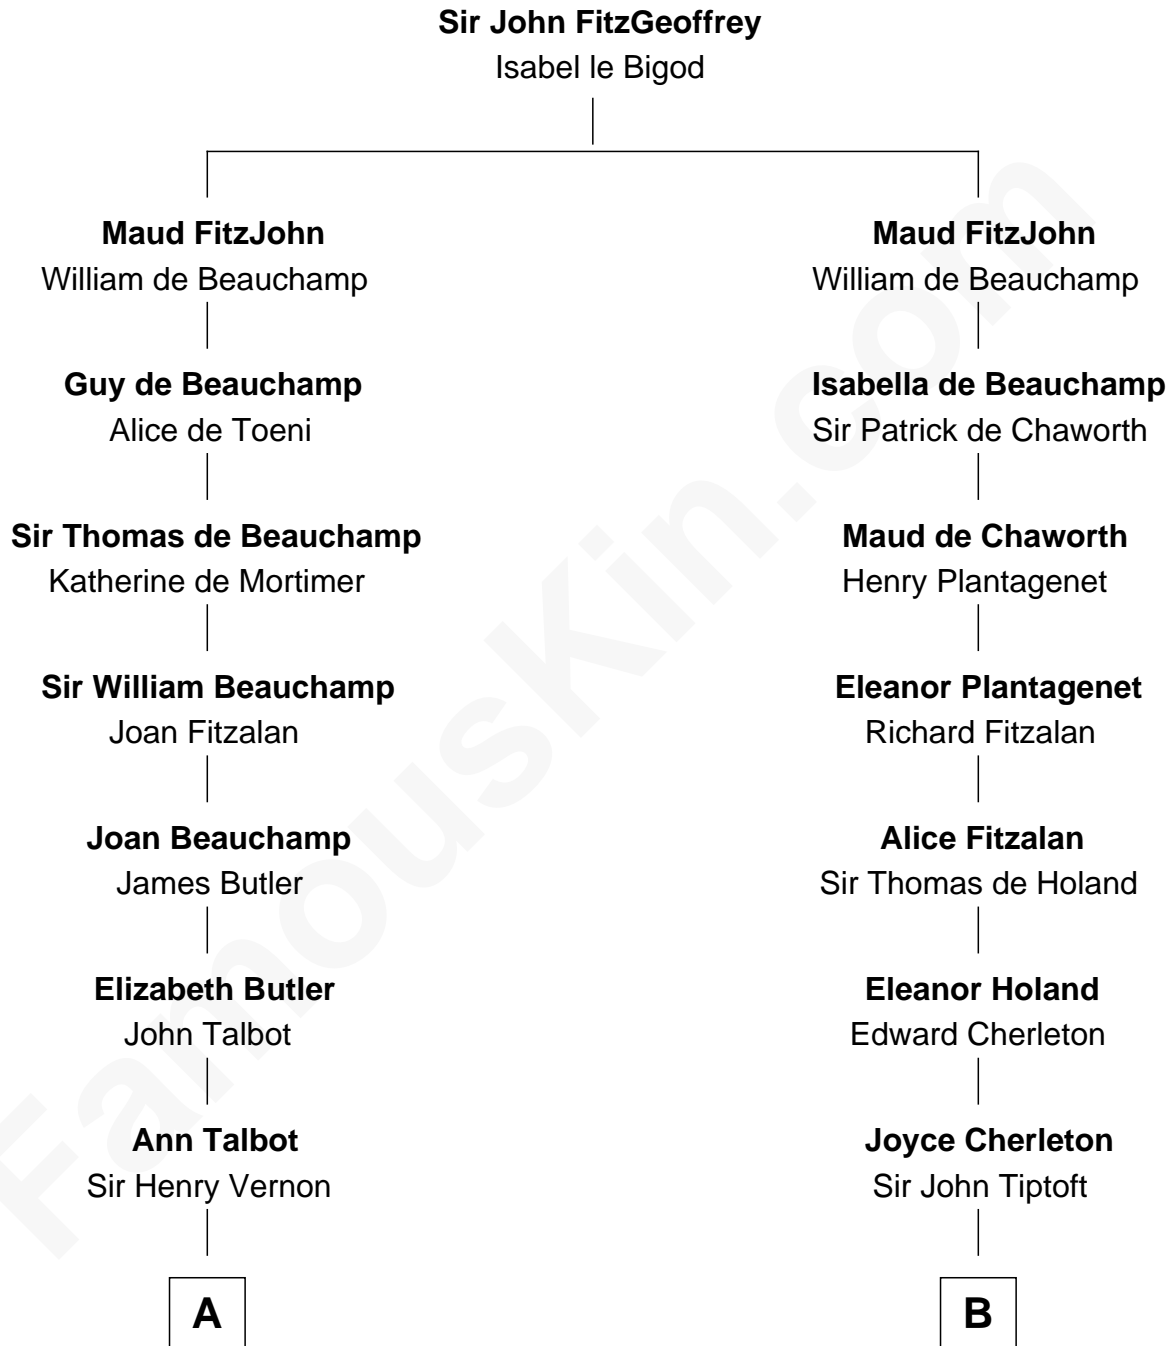 Sir John FitzGeoffrey
Isabel le Bigod
Maud FitzJohn
William de Beauchamp
Guy de Beauchamp
Alice de Toeni
Sir Thomas de Beauchamp
Katherine de Mortimer
Sir William Beauchamp
Joan Fitzalan
Joan Beauchamp
James Butler
Elizabeth Butler
John Talbot
Ann Talbot
Sir Henry Vernon
A
Maud FitzJohn
William de Beauchamp
Isabella de Beauchamp
Sir Patrick de Chaworth
Maud de Chaworth
Henry Plantagenet
Eleanor Plantagenet
Richard Fitzalan
Alice Fitzalan
Sir Thomas de Holand
Eleanor Holand
Edward Cherleton
Joyce Cherleton
Sir John Tiptoft
B
FamousKin.com